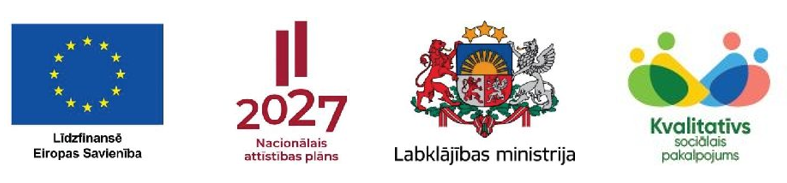 Līdzfinansē
Eiropas Savienība
2027
Nacionālais
attīstības plāns
Labklājības ministrija
Kvalitatīvs
sociālais
pakalpojums